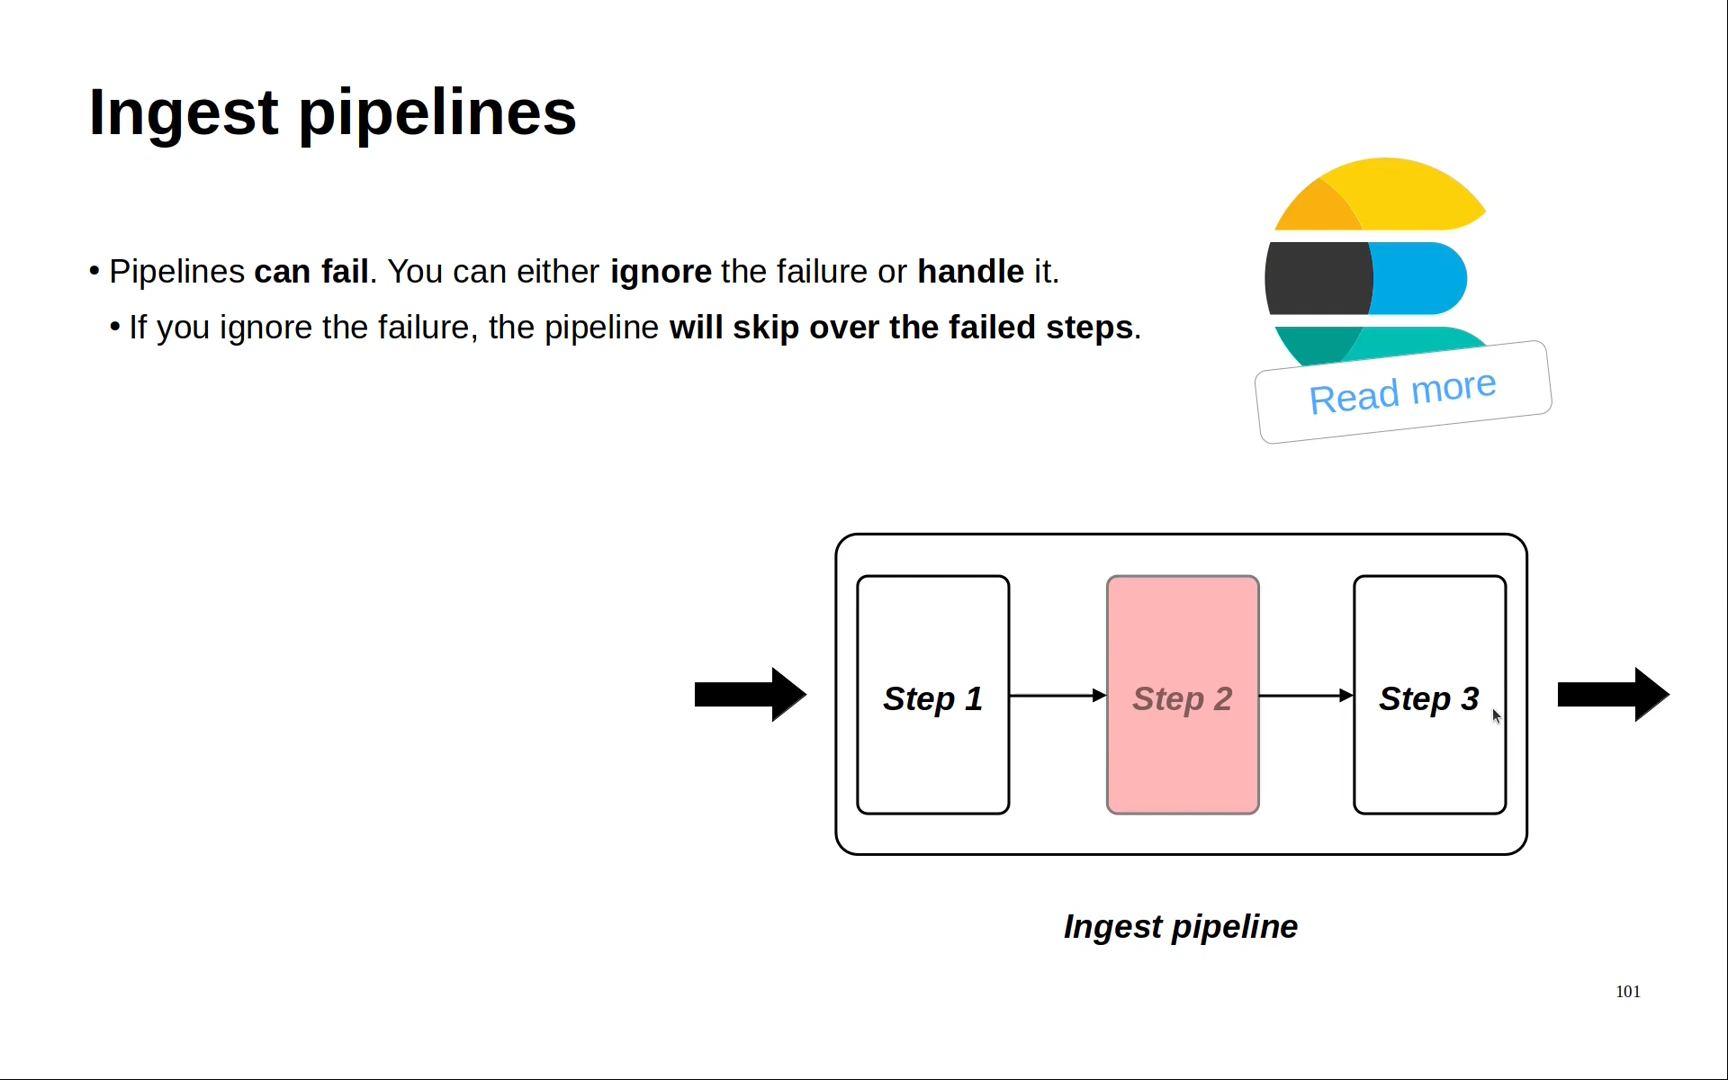 Ingest pipelines
• Pipelines can fail. You can either ignore the failure or handle it.
• If you ignore the failure, the pipeline will skip over the failed steps.
Read more
Step 1
Step 2
Step 3
Ingest pipeline
101